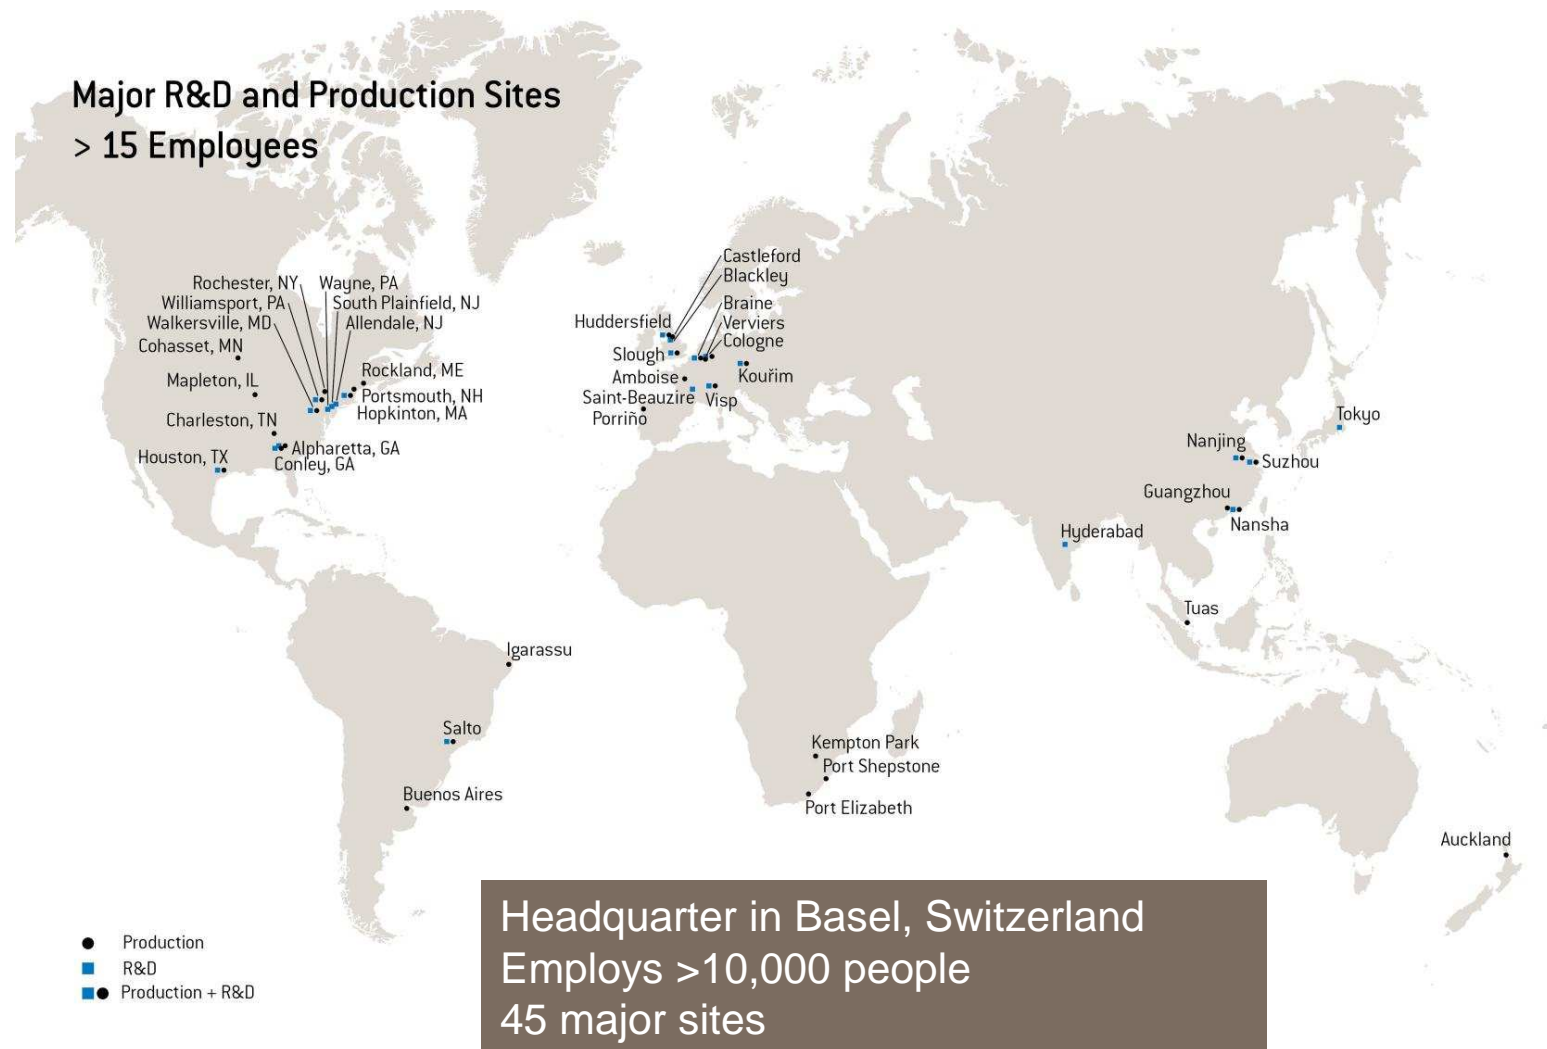 Major R&D and Production Sites
> 15 Employees
Rochester, NY
Wayne, PA
Williamsport, PA
South Plainfield, NJ
Walkersville, MD
Allendale, NJ
Cohasset, MN
Mapleton, IL
Rockland, ME
Portsmouth, NH
Hopkinton, MA
Charleston, TN
Houston, TX
Alpharetta, GA
Conley, GA
Castleford
Blackley
Braine
Verviers
Cologne
Huddersfield
Slough
Amboise
Saint-Beauzire
Porriño
Visp
Kouřim
Tokyo
Nanjing
Suzhou
Guangzhou
Nansha
Hyderabad
Tuas
Igarassu
Salto
Buenos Aires
Kempton Park
Port Shepstone
Port Elizabeth
Auckland
Production
R&D
Production + R&D
Headquarter in Basel, Switzerland
Employs >10,000 people
45 major sites